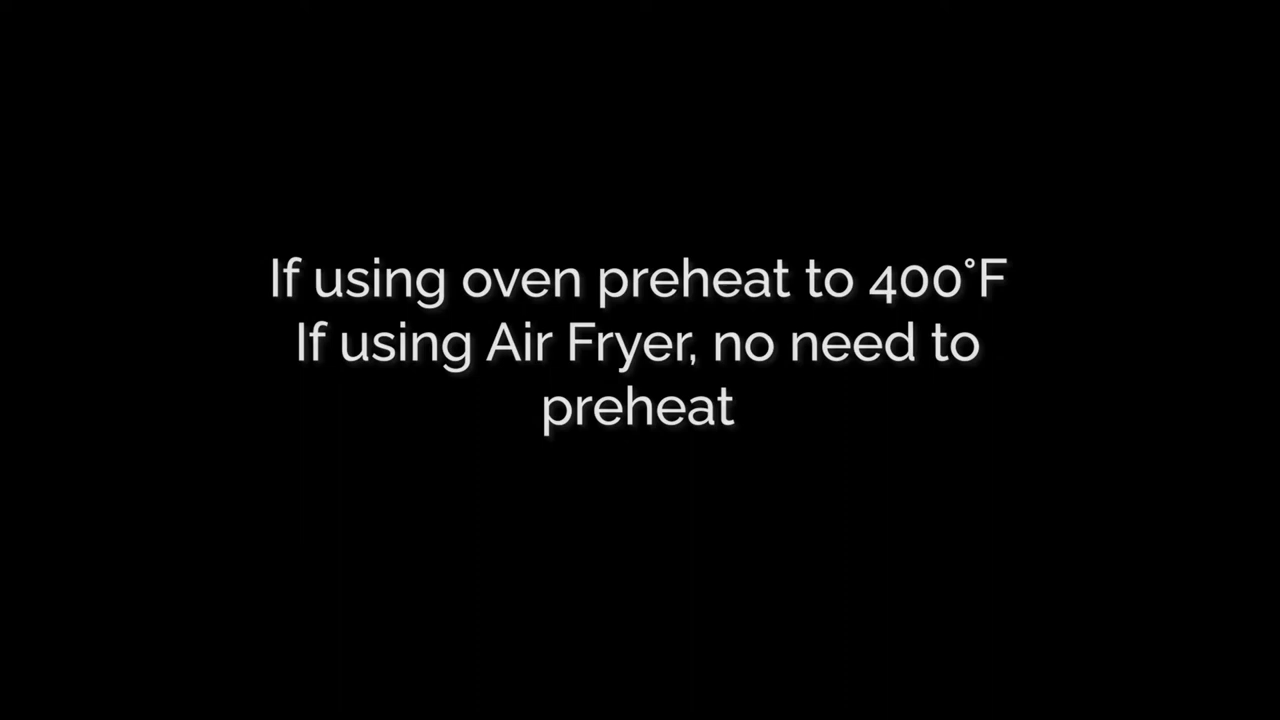 If using oven preheat to 400°F
If using Air Fryer, no need to
preheat